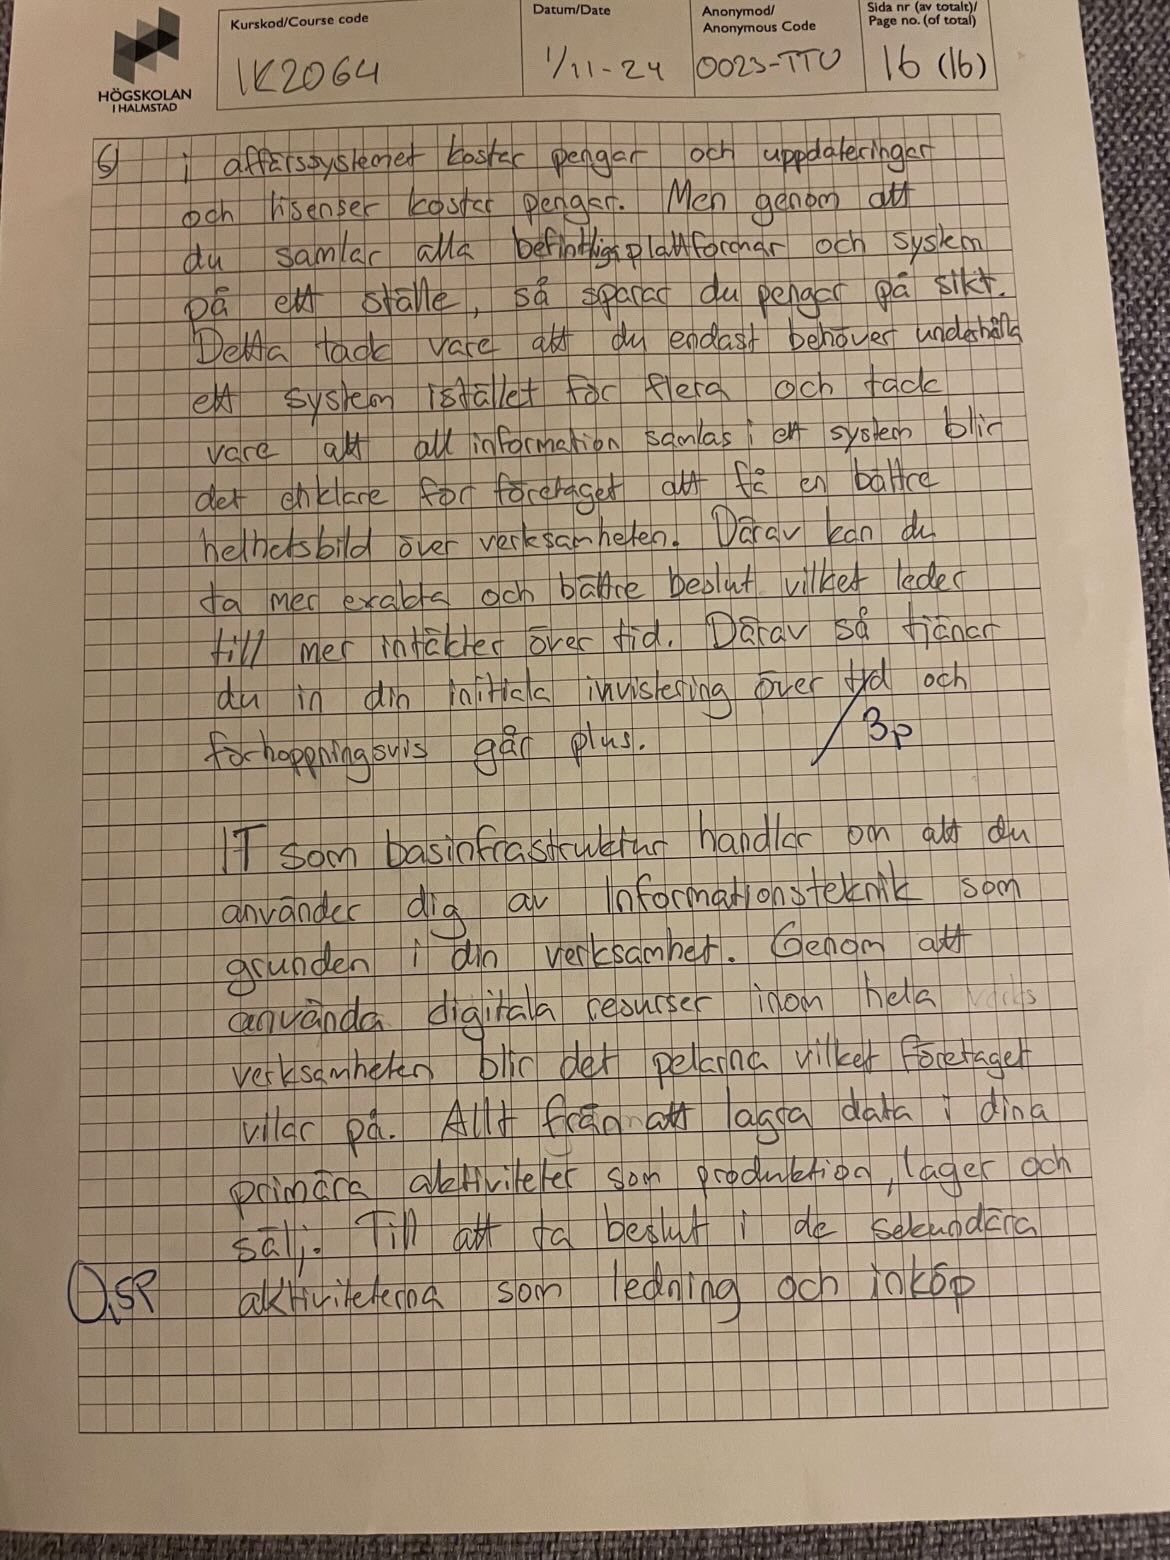 HÖGSKOLAN
I HALMSTAD
Kurskod/Course code
IK2064
Datum/Date
1/11-24
Anonymod/
Anonymous Code
0023-TTU
Sida nr (av totalt)/
Page no. (of total)
16 (16)
6) i affärssystemet kostar pengar och uppdateringar
och lisenser kostar pengar. Men genom att
du samlar alla befintliga plattformar och system
på ett ställe, så sparar du pengar på sikt.
Detta tack vare att du endast behöver underhålla
ett system istället för flera och tack
vare att all information samlas i ett system blir
det enklare för företaget att få en bättre
helhetsbild över verksamheten. Därav kan du
ta mer exakta och bättre beslut vilket leder
till mer intäkter över tid. Därav så tjänar
du in din initiala invistering över tid och
förhoppningsvis går plus.
3p
IT som basinfrastruktur handlar om att du
använder dig av Informationsteknik som
grunden i din verksamhet. Genom att
använda digitala resurser inom hela
verksamheten blir det pelarna vilket företaget
vilar på. Allt från att lagra data i dina
primära aktiviteter som produktion, lager och
sälj. Till att ta beslut i de sekundära
0,5P aktiviteterna som ledning och inköp